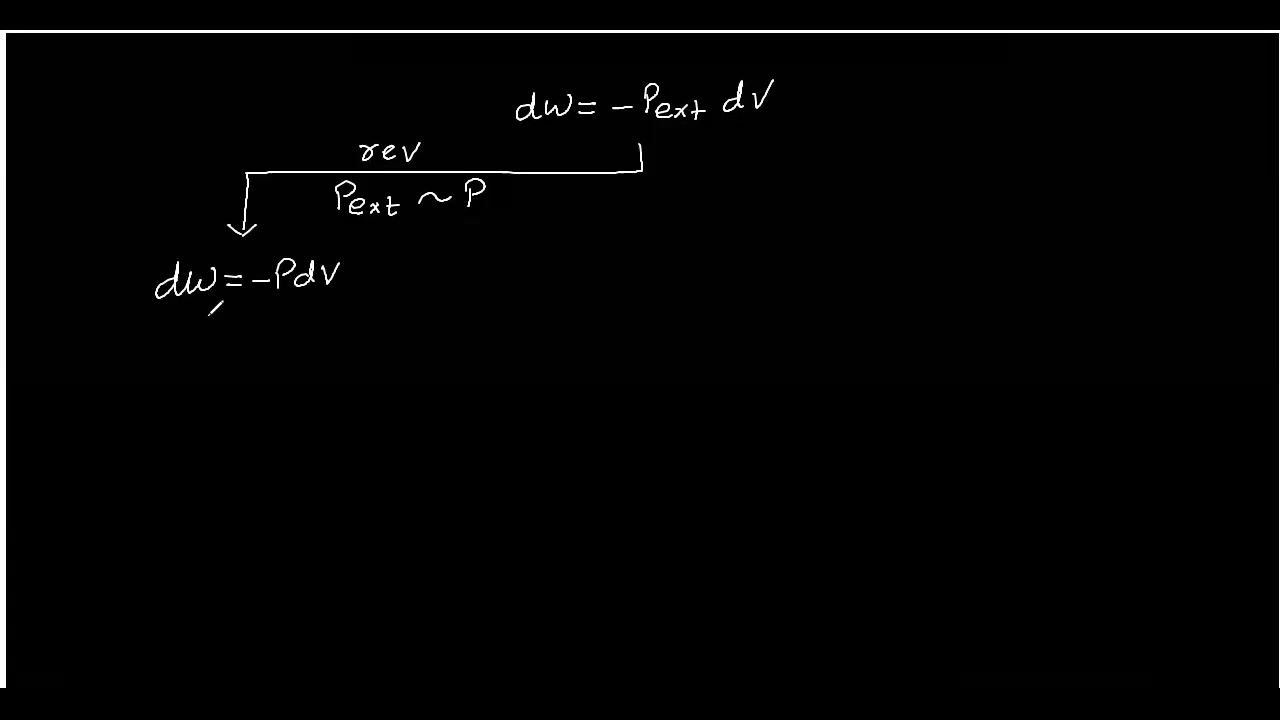 dw = - Pext dV
rev
Pext ~ P
dw = - PdV